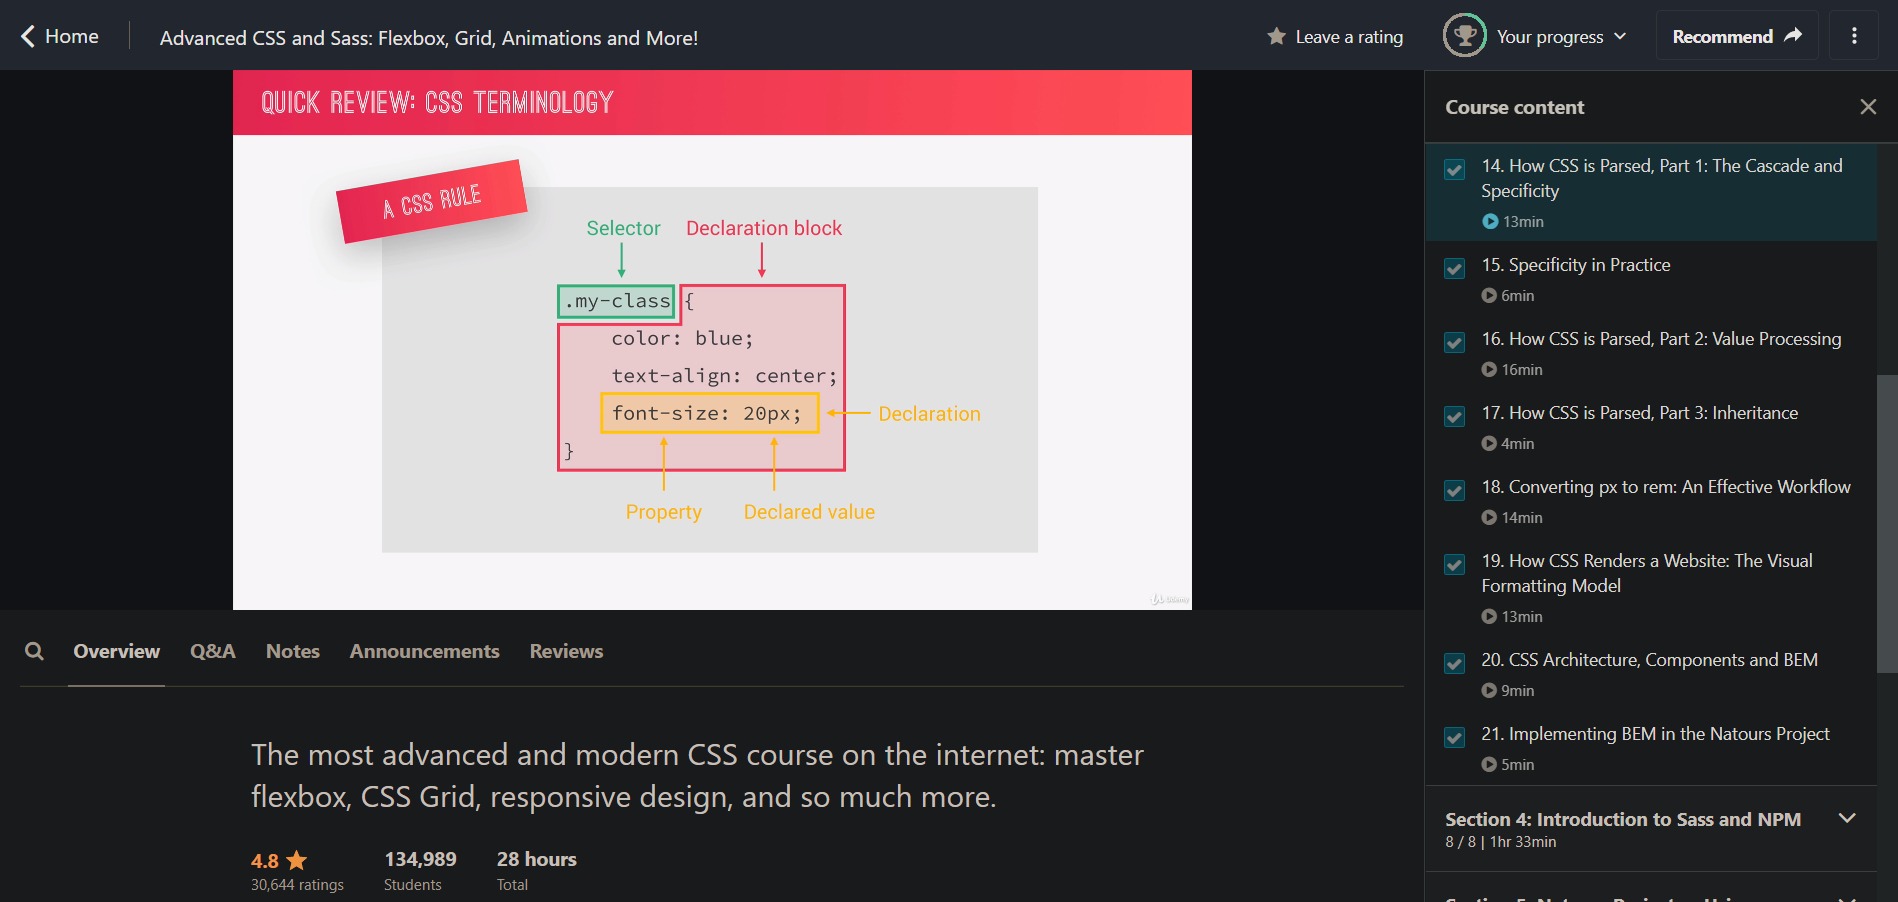 Home
Advanced CSS and Sass: Flexbox, Grid, Animations and More!
Leave a rating
Your progress
Recommend
QUICK REVIEW: CSS TERMINOLOGY
A CSS RULE
Selector
Declaration block
.my-class {
color: blue;
text-align: center;
font-size: 20px;
Declaration
}
Property
Declared value
Udemy
Overview
Q&A
Notes
Announcements
Reviews
The most advanced and modern CSS course on the internet: master
flexbox, CSS Grid, responsive design, and so much more.
4.8
134,989
28 hours
30,644 ratings
Students
Total
Course content
14. How CSS is Parsed, Part 1: The Cascade and
Specificity
13min
15. Specificity in Practice
6min
16. How CSS is Parsed, Part 2: Value Processing
16min
17. How CSS is Parsed, Part 3: Inheritance
4min
18. Converting px to rem: An Effective Workflow
14min
19. How CSS Renders a Website: The Visual
Formatting Model
13min
20. CSS Architecture, Components and BEM
9min
21. Implementing BEM in the Natours Project
5min
Section 4: Introduction to Sass and NPM
8 / 8 | 1hr 33min